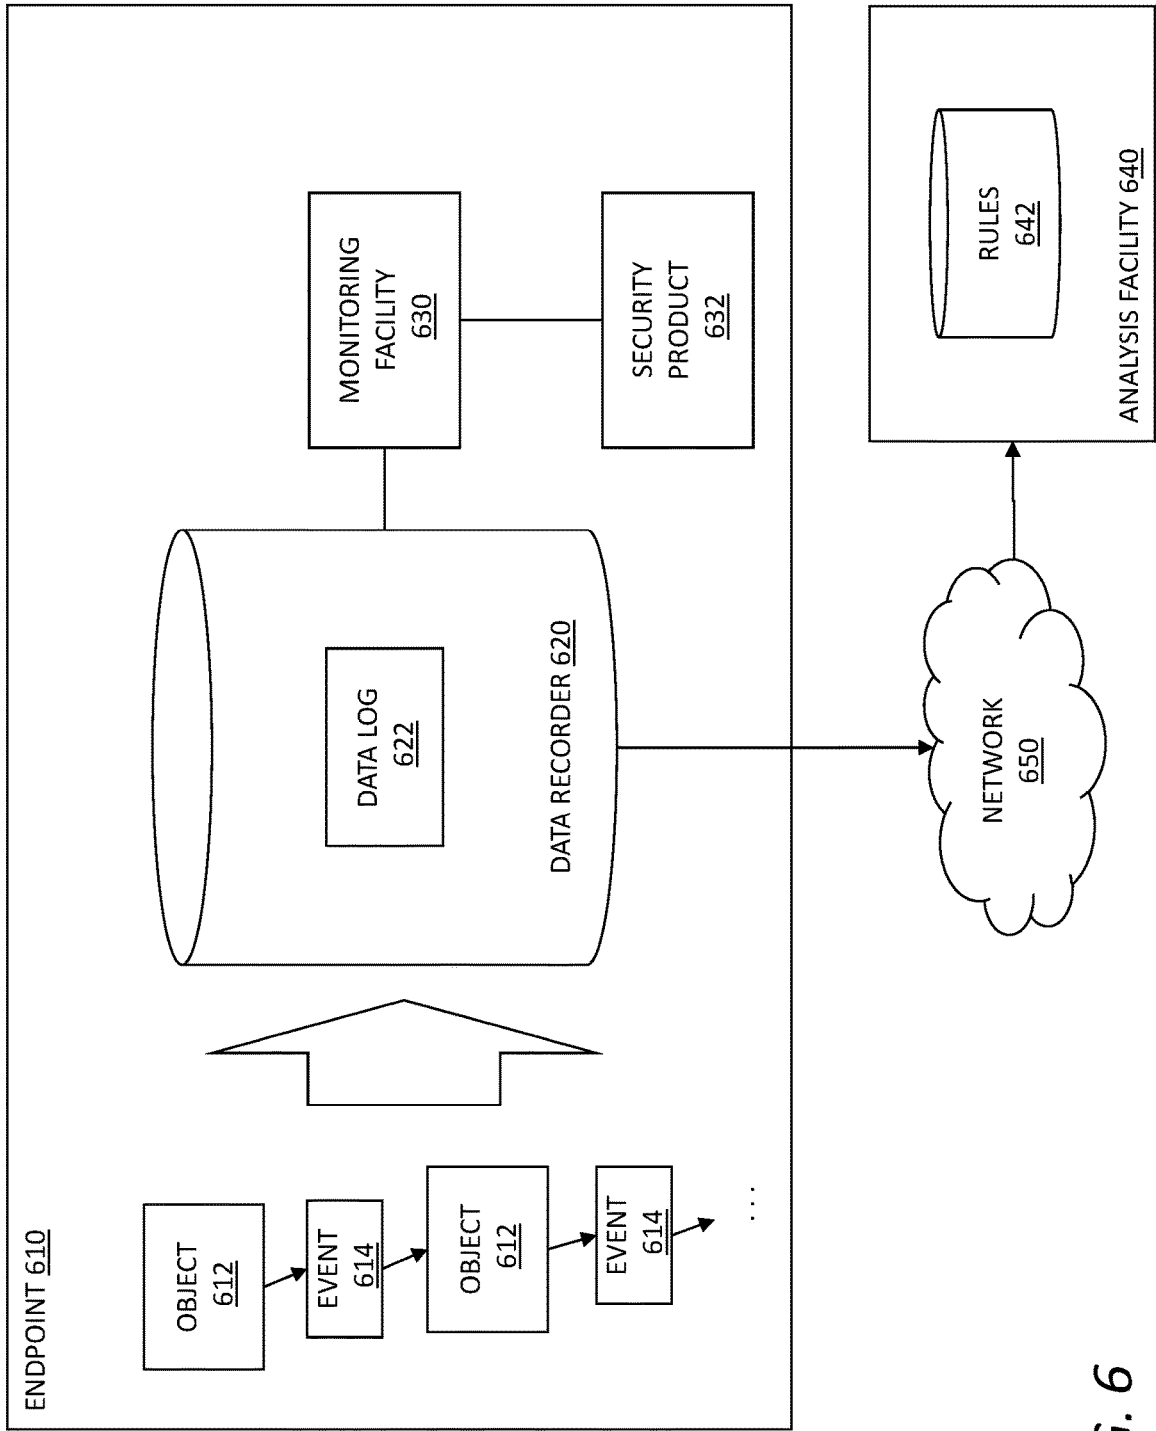 ENDPOINT 610
OBJECT
612
EVENT
614
OBJECT
612
EVENT
614
...
DATA LOG
622
DATA RECORDER 620
MONITORING
FACILITY
630
SECURITY
PRODUCT
632
NETWORK
650
RULES
642
ANALYSIS FACILITY 640
6